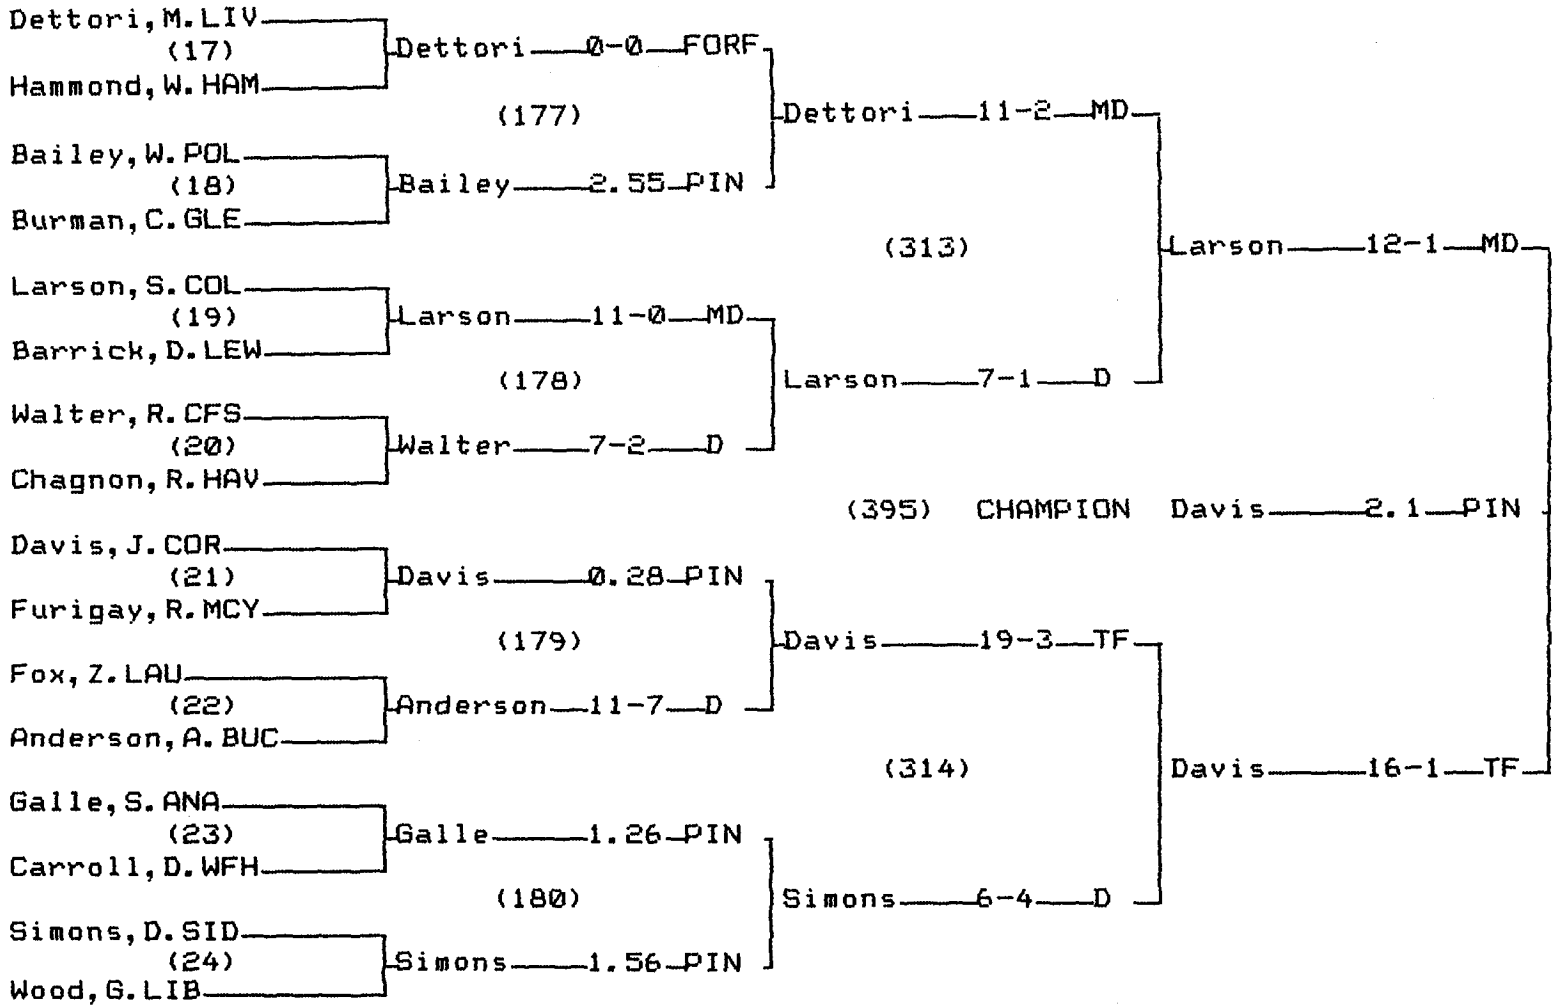 Dettori, M.LIV
(17) Dettori 0-0 FORF
Hammond, W.HAM
(177) Dettori 11-2 MD
Bailey, W.POL
(18) Bailey 2.55 PIN
Burman, C.GLE
(313) Larson 12-1 MD
Larson, S.COL
(19) Larson 11-0 MD
Barrick, D.LEW
(178) Larson 7-1 D
Walter, R.CFS
(20) Walter 7-2 D
Chagnon, R.HAV
(395) CHAMPION Davis 2.1 PIN
Davis, J.COR
(21) Davis 0.28 PIN
Furigay, R.MCY
(179) Davis 19-3 TF
Fox, Z.LAU
(22) Anderson 11-7 D
Anderson, A.BUC
(314) Davis 16-1 TF
Galle, S.ANA
(23) Galle 1.26 PIN
Carroll, D.WFH
(180) Simons 6-4 D
Simons, D.SID
(24) Simons 1.56 PIN
Wood, G.LIB